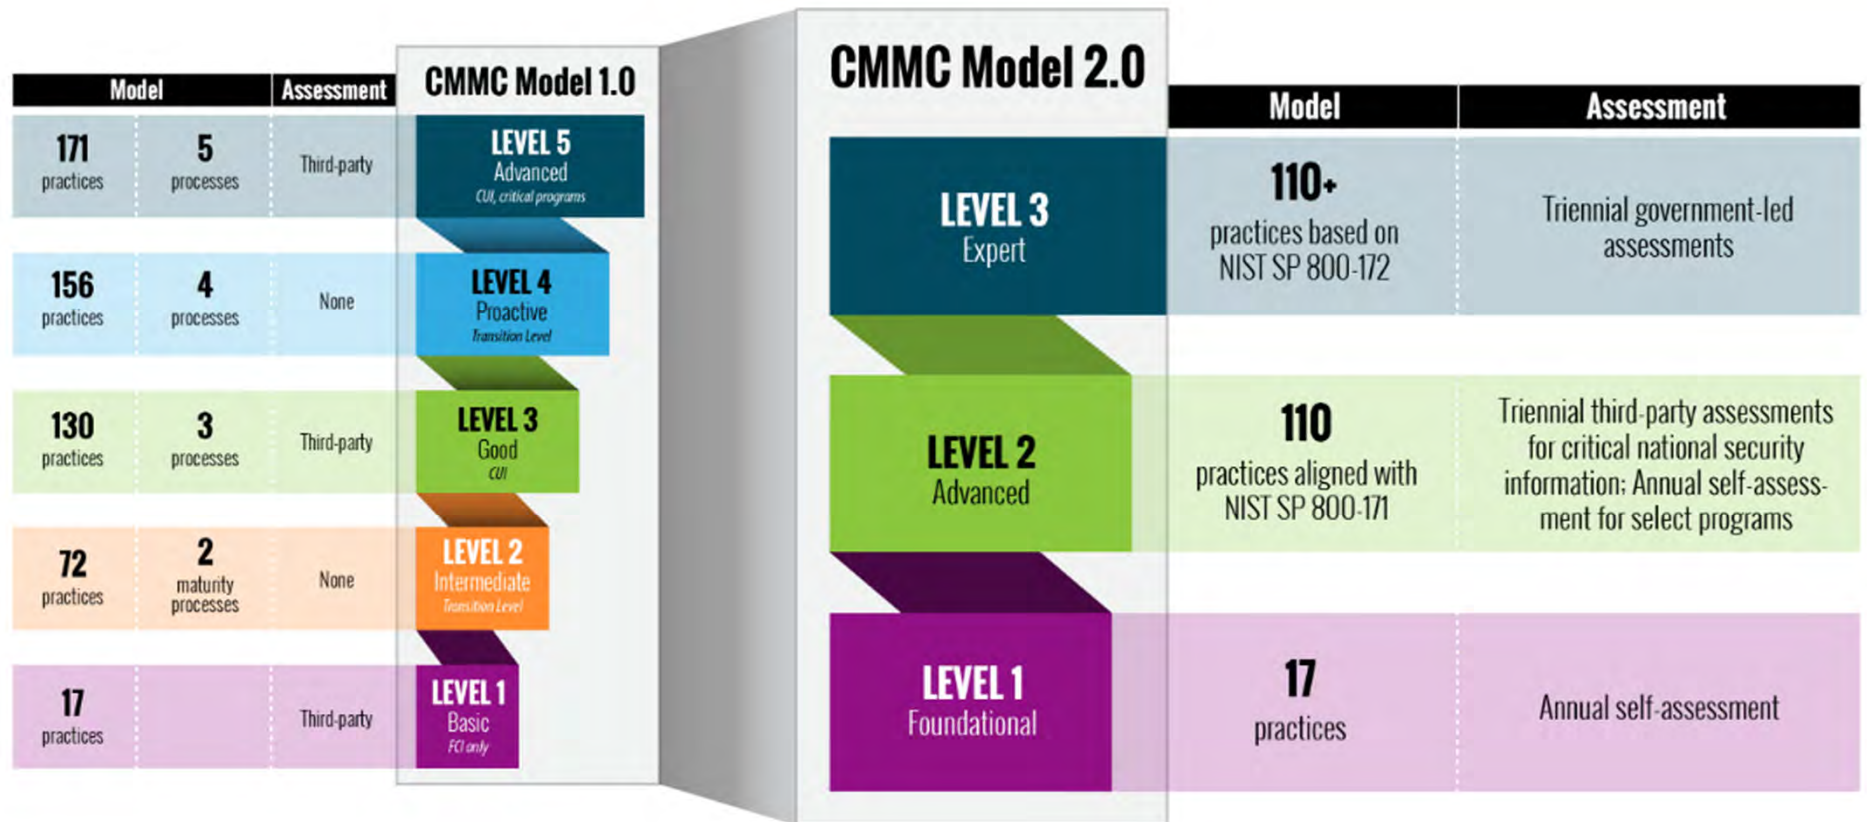 CMMC Model 1.0
Model
Assessment
171
practices
5
processes
Third-party
LEVEL 5
Advanced
CUI, critical programs
156
practices
4
processes
None
LEVEL 4
Proactive
Transition Level
130
practices
3
processes
Third-party
LEVEL 3
Good
CUI
72
practices
2
maturity
processes
None
LEVEL 2
Intermediate
Transition Level
17
practices
Third-party
LEVEL 1
Basic
FCI only
CMMC Model 2.0
Model
Assessment
LEVEL 3
Expert
110+
practices based on
NIST SP 800-172
Triennial government-led
assessments
LEVEL 2
Advanced
110
practices aligned with
NIST SP 800-171
Triennial third-party assessments
for critical national security
information; Annual self-assess-
ment for select programs
LEVEL 1
Foundational
17
practices
Annual self-assessment